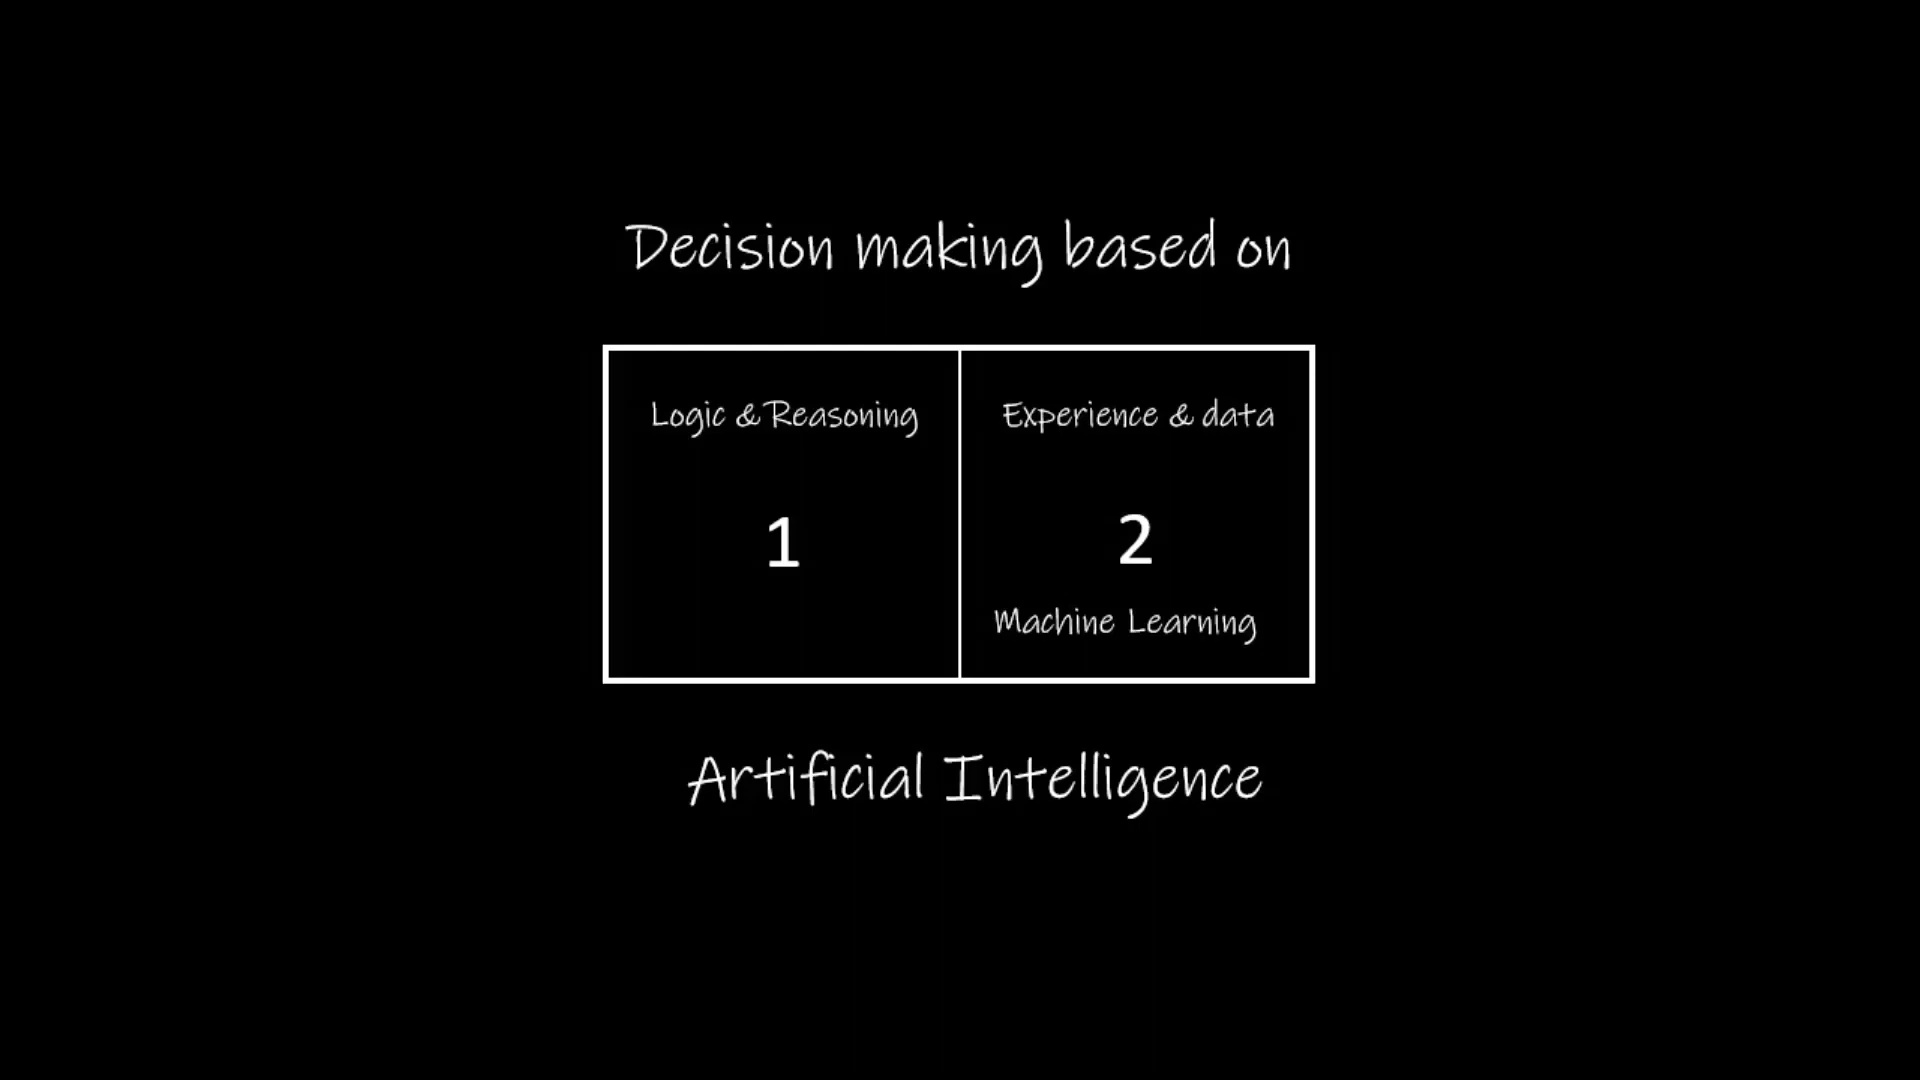 Decision making based on
Logic & Reasoning
1
Experience & data
2
Machine Learning
Artificial Intelligence